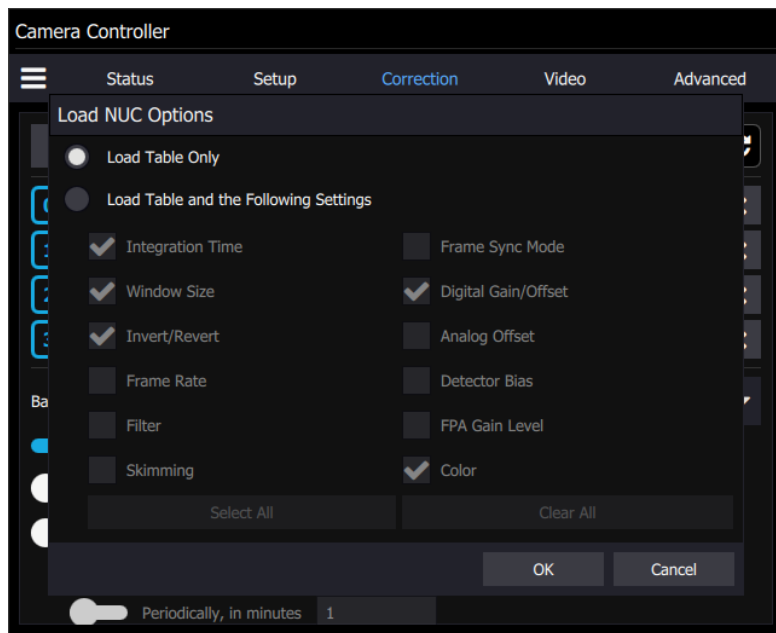 Camera Controller
Status Setup Correction Video Advanced
Load NUC Options
Load Table Only
Load Table and the Following Settings
Integration Time Frame Sync Mode
Window Size Digital Gain/Offset
Invert/Revert Analog Offset
Frame Rate Detector Bias
Ba
Filter FPA Gain Level
Skimming Color
Select All Clear All
OK Cancel
Periodically, in minutes 1